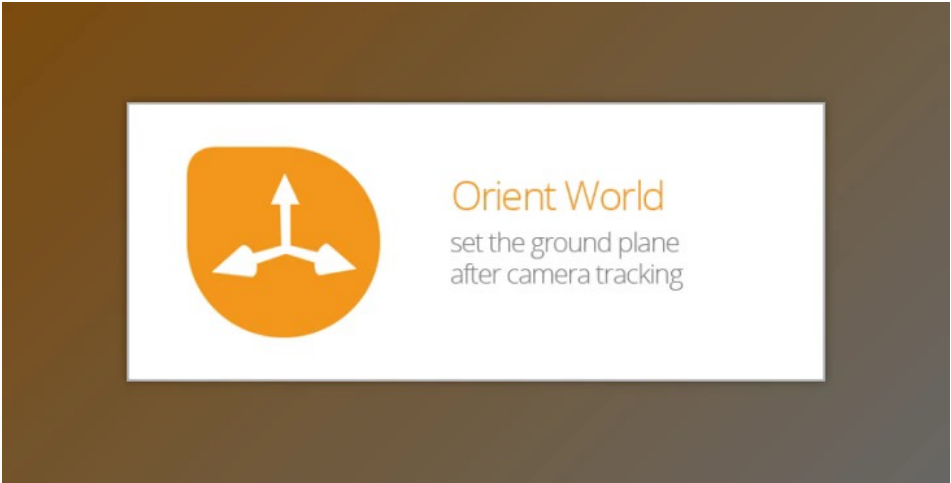 Orient World
set the ground plane
after camera tracking